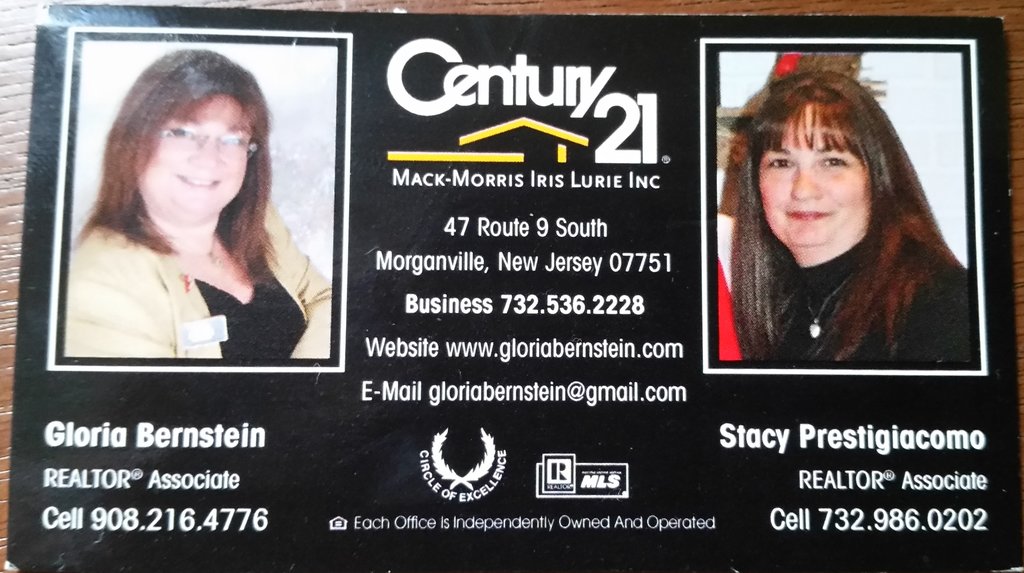 Century 21®
Mack-Morris Iris Lurie Inc
47 Route 9 South
Morganville, New Jersey 07751
Business 732.536.2228
Website www.gloriabernstein.com
E-Mail gloriabernstein@gmail.com
Gloria Bernstein
REALTOR® Associate
Cell 908.216.4776
CIRCLE OF EXCELLENCE
R
REALTOR®
MLS
Stacy Prestigiacomo
REALTOR® Associate
Cell 732.986.0202
Each Office Is Independently Owned And Operated